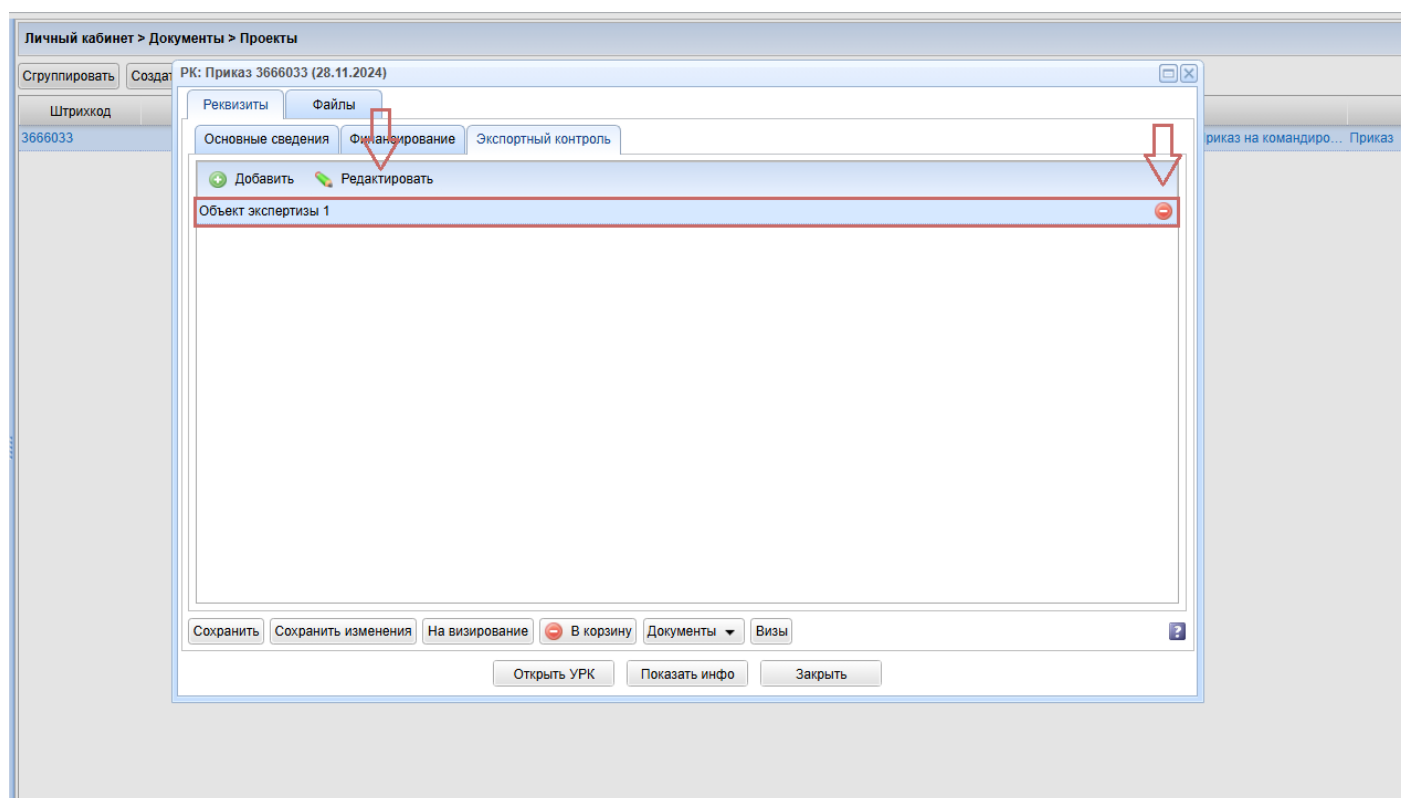 Личный кабинет > Документы > Проекты
Сгруппировать Создат
РК: Приказ 3666033 (28.11.2024)
Реквизиты Файлы
Штрихкод
Основные сведения Финансирование Экспортный контроль
3666033
риказ на командиро... Приказ
Добавить Редактировать
Объект экспертизы 1
Сохранить Сохранить изменения На визирование В корзину Документы Визы ?
Открыть УРК Показать инфо Закрыть